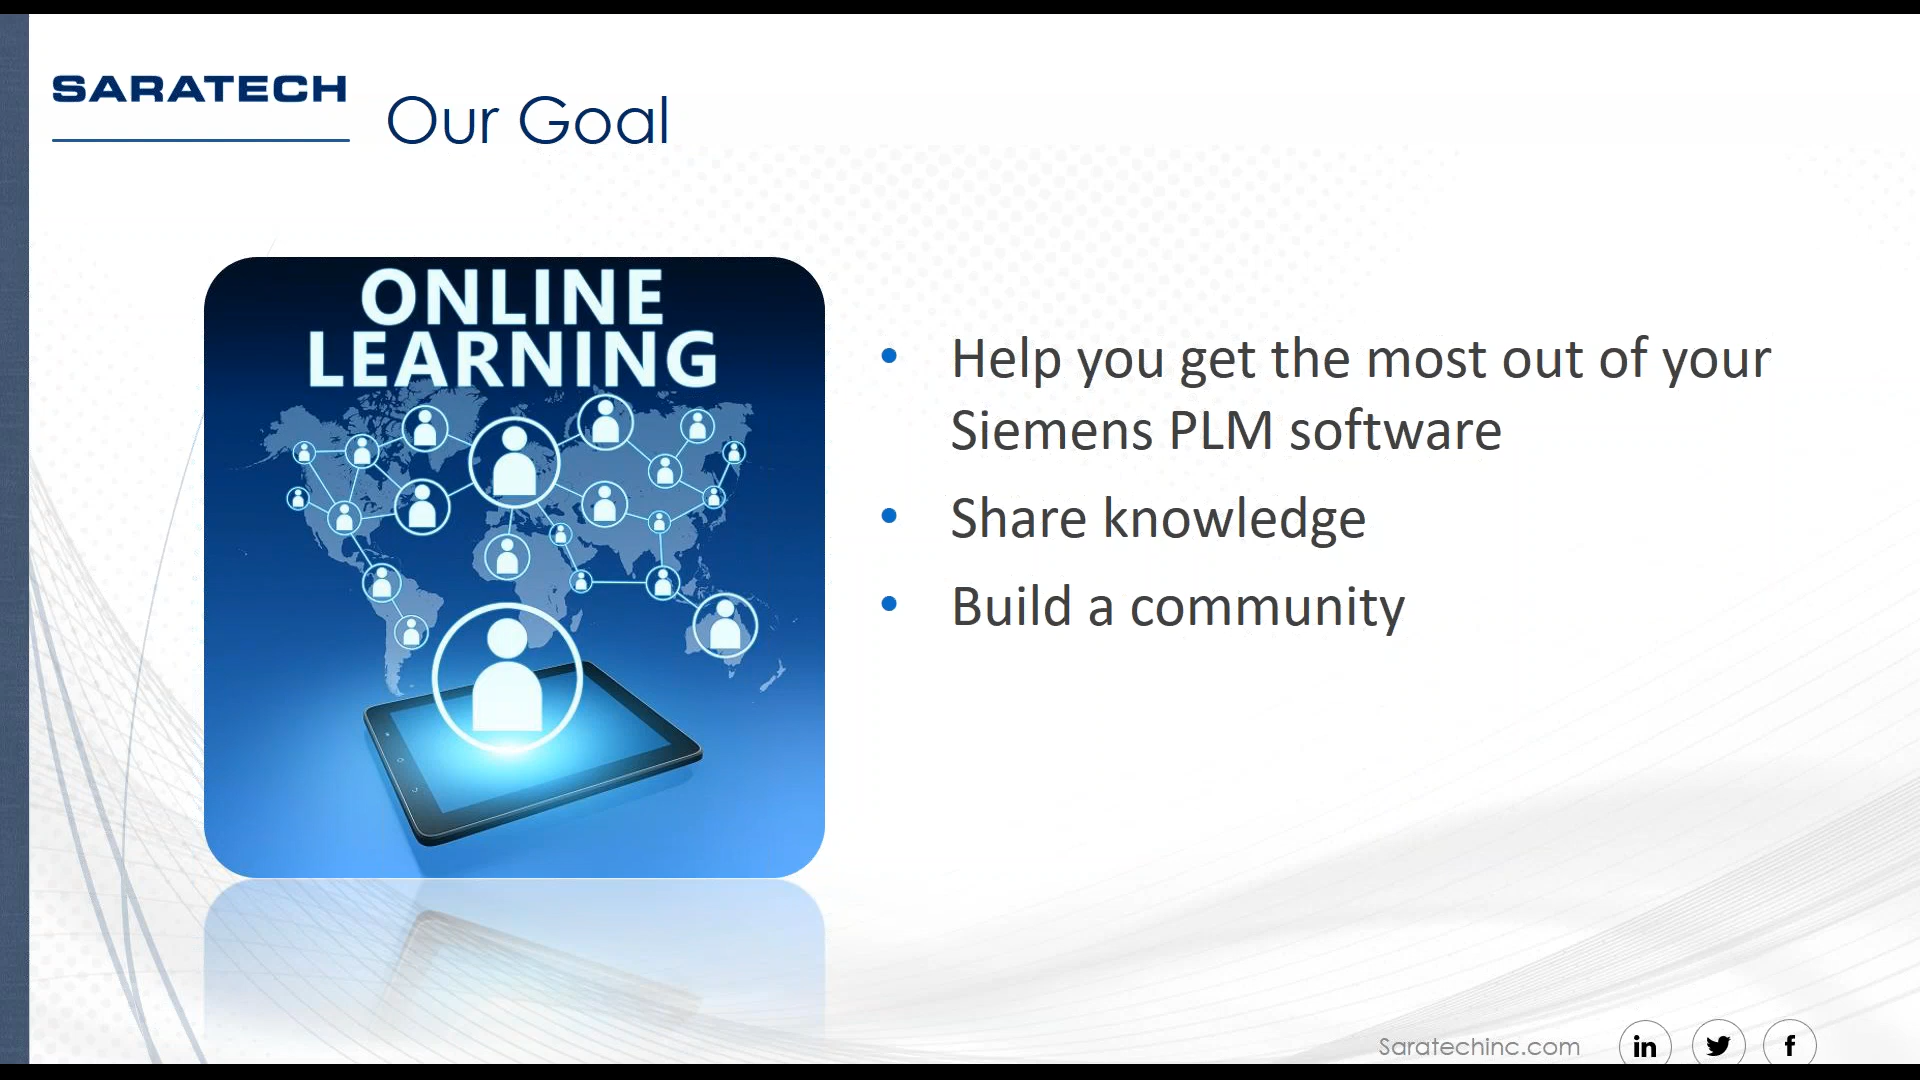 SARATECH
Our Goal
ONLINE
LEARNING
• Help you get the most out of your
Siemens PLM software
• Share knowledge
• Build a community
Saratechinc.com
in
f